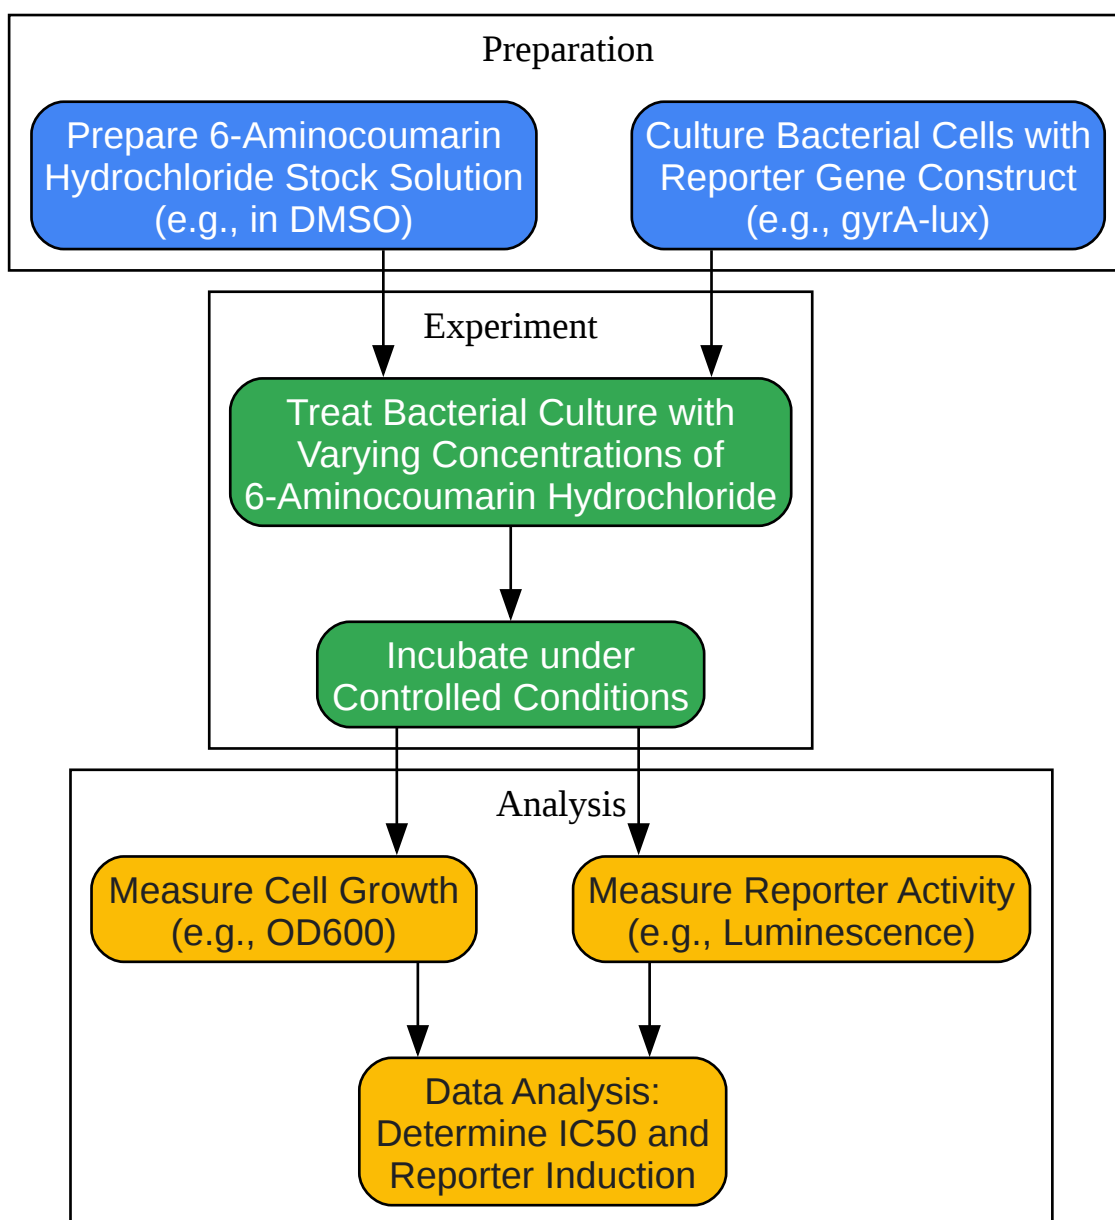 Preparation
Prepare 6-Aminocoumarin
Hydrochloride Stock Solution
(e.g., in DMSO)
Culture Bacterial Cells with
Reporter Gene Construct
(e.g., gyrA-lux)
Experiment
Treat Bacterial Culture with
Varying Concentrations of
6-Aminocoumarin Hydrochloride
Incubate under
Controlled Conditions
Analysis
Measure Cell Growth
(e.g., OD600)
Measure Reporter Activity
(e.g., Luminescence)
Data Analysis:
Determine IC50 and
Reporter Induction